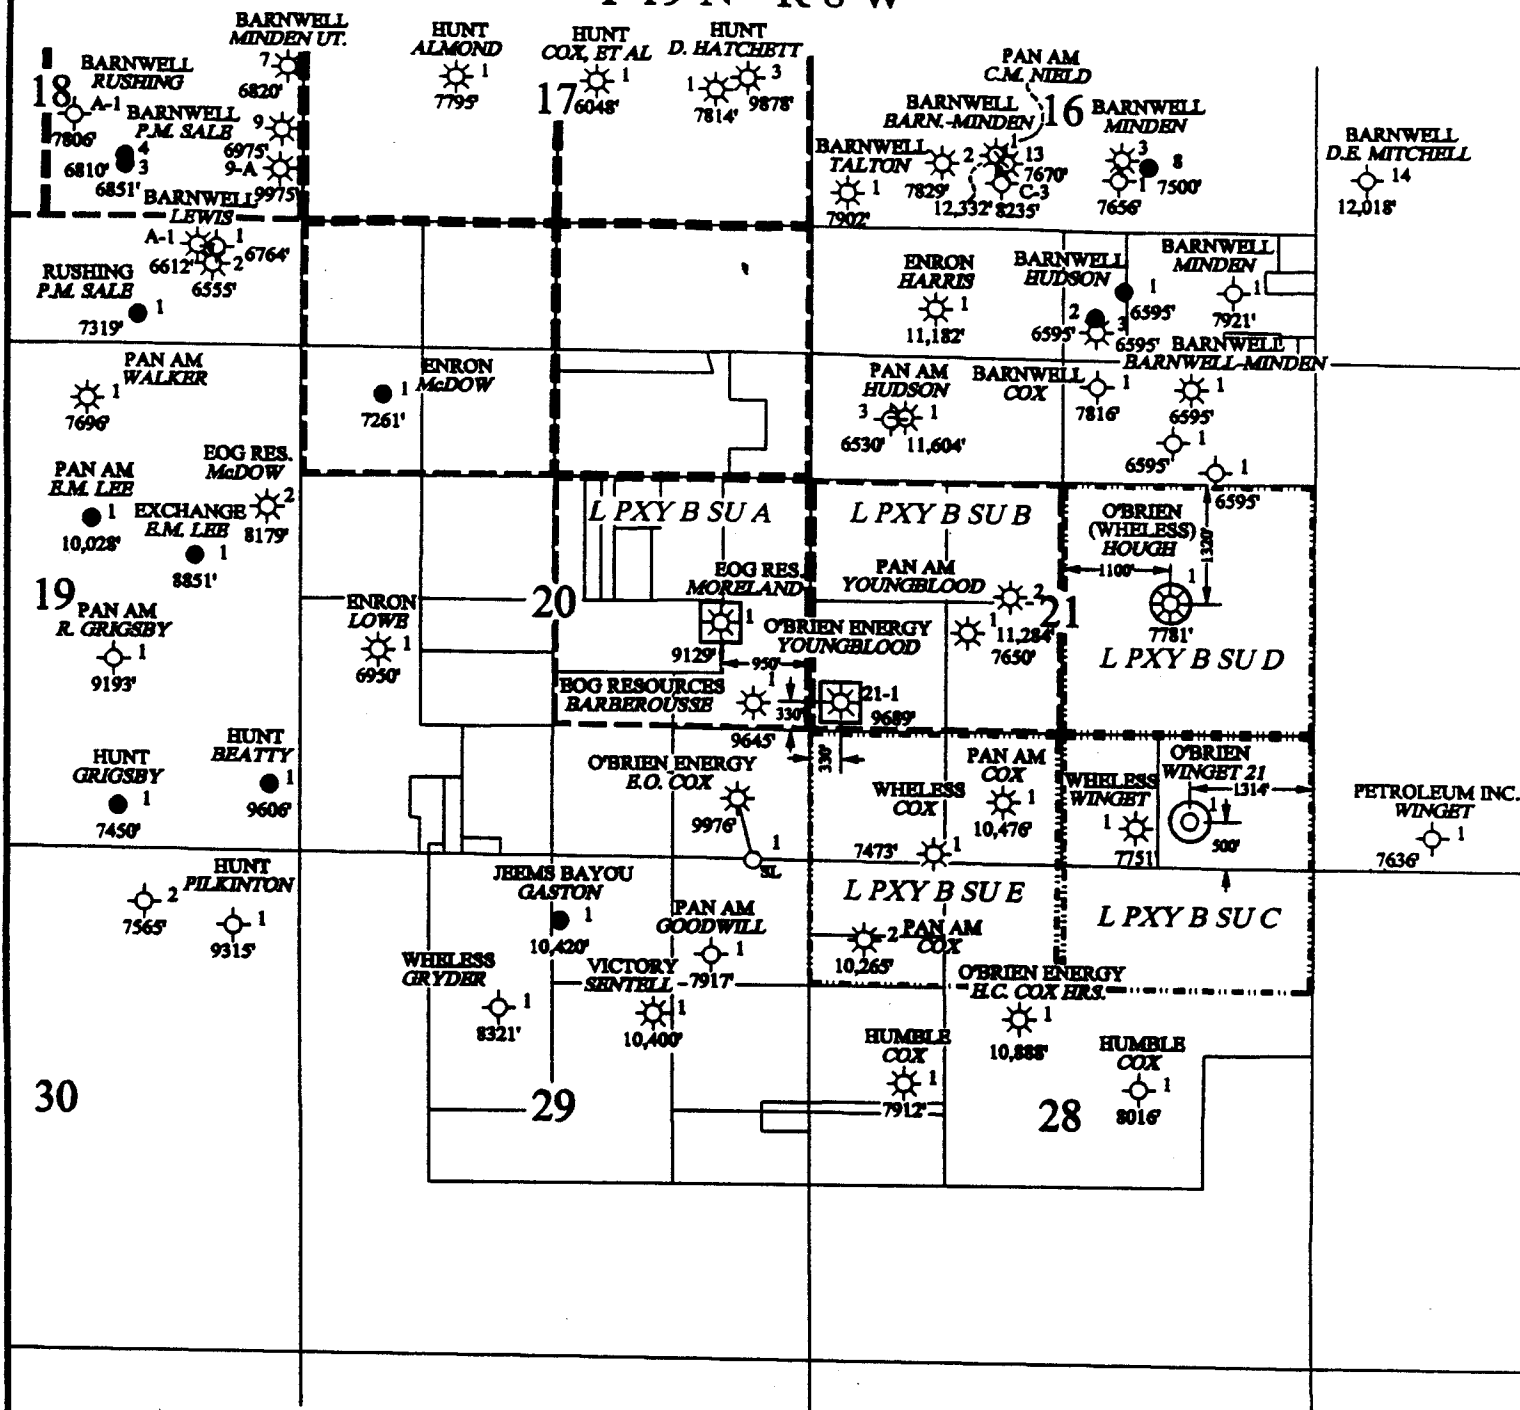 BARNWELL
MINDEN UT.
7
6820'
HUNT
ALMOND
1
7795'
HUNT
COX, ET AL
1
6048'
HUNT
D. HATCHETT
1
3
7814'
9878'
PAN AM
C.M. NIELD
18
BARNWELL
RUSHING
A-1
7806'
BARNWELL
P.M. SALE
4
3
6810'
6851'
9
6975'
9-A
9975'
17
BARNWELL
BARN.-MINDEN
16
BARNWELL
MINDEN
BARNWELL
TALTON
1
7902'
2
7829'
1
13
7670'
C-3
12,332'
8235'
3
8
7500'
1
7656'
BARNWELL
D.E. MITCHELL
14
12,018'
BARNWELL
LEWIS
A-1
1
6764'
6612'
2
6555'
RUSHING
P.M. SALE
1
7319'
ENRON
HARRIS
1
11,182'
BARNWELL
HUDSON
1
6595'
2
6595'
3
6595'
BARNWELL
MINDEN
1
7921'
BARNWELL
BARNWELL-MINDEN
1
6595'
1
6595'
1
6595'
PAN AM
WALKER
1
7696'
ENRON
McDOW
1
7261'
PAN AM
HUDSON
3
1
6530'
11,604'
BARNWELL
COX
1
7816'
EOG RES.
McDOW
2
8179'
PAN AM
E.M. LEE
1
10,028'
EXCHANGE
E.M. LEE
1
8851'
L PXY B SU A
L PXY B SU B
O'BRIEN
(WHELESS)
HOUGH
1320'
1100'
1
7781'
L PXY B SU D
19
PAN AM
R. GRIGSBY
1
9193'
ENRON
LOWE
1
6950'
20
EOG RES.
MORELAND
1
9129'
PAN AM
YOUNGBLOOD
2
11,284'
1
7650'
21
O'BRIEN ENERGY
YOUNGBLOOD
950'
21-1
9689'
EOG RESOURCES
BARBEROUSSE
1
330'
9645'
330'
HUNT
BEATTY
1
9606'
HUNT
GRIGSBY
1
7450'
O'BRIEN ENERGY
E.O. COX
9976'
1
SL
WHELESS
COX
7473'
1
PAN AM
COX
1
10,476'
WHELESS
WINGET
1
7751'
O'BRIEN
WINGET 21
1314'
1
500'
PETROLEUM INC.
WINGET
1
7636'
HUNT
PILKINTON
2
7565'
1
9315'
JEEMS BAYOU
GASTON
1
10,420'
PAN AM
GOODWILL
1
7917'
L PXY B SU E
L PXY B SU C
PAN AM
COX
2
10,265'
WHELESS
GRYDER
1
8321'
VICTORY
SENTELL
1
10,400'
O'BRIEN ENERGY
H.C. COX HRS.
1
10,888'
HUMBLE
COX
1
7912'
HUMBLE
COX
1
8016'
30
29
28